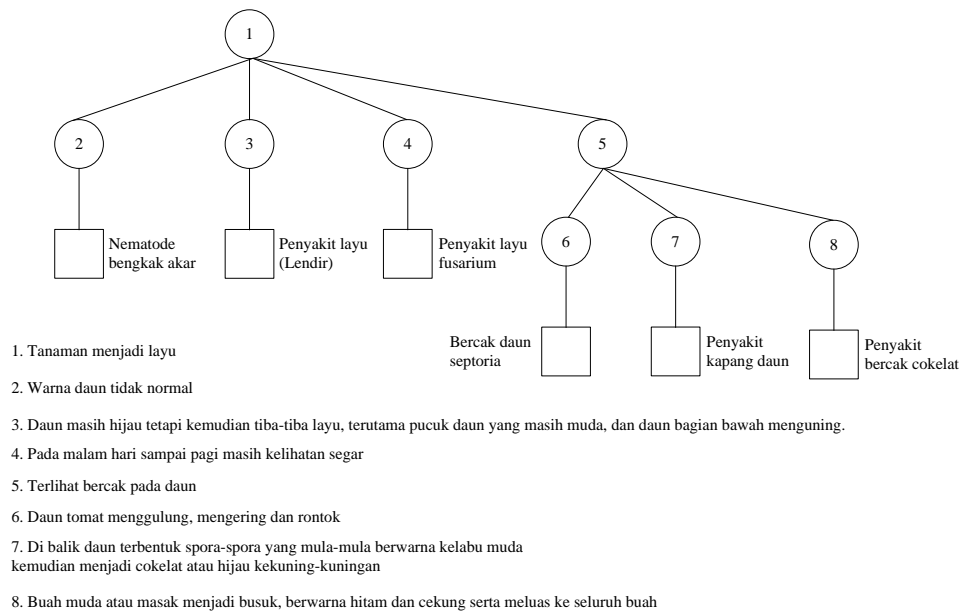 1
2
3
4
5
Nematode
bengkak akar
Penyakit layu
(Lendir)
Penyakit layu
fusarium
6
7
8
Bercak daun
septoria
Penyakit
kapang daun
Penyakit
bercak cokelat
1. Tanaman menjadi layu
2. Warna daun tidak normal
3. Daun masih hijau tetapi kemudian tiba-tiba layu, terutama pucuk daun yang masih muda, dan daun bagian bawah menguning.
4. Pada malam hari sampai pagi masih kelihatan segar
5. Terlihat bercak pada daun
6. Daun tomat menggulung, mengering dan rontok
7. Di balik daun terbentuk spora-spora yang mula-mula berwarna kelabu muda
kemudian menjadi cokelat atau hijau kekuning-kuningan
8. Buah muda atau masak menjadi busuk, berwarna hitam dan cekung serta meluas ke seluruh buah